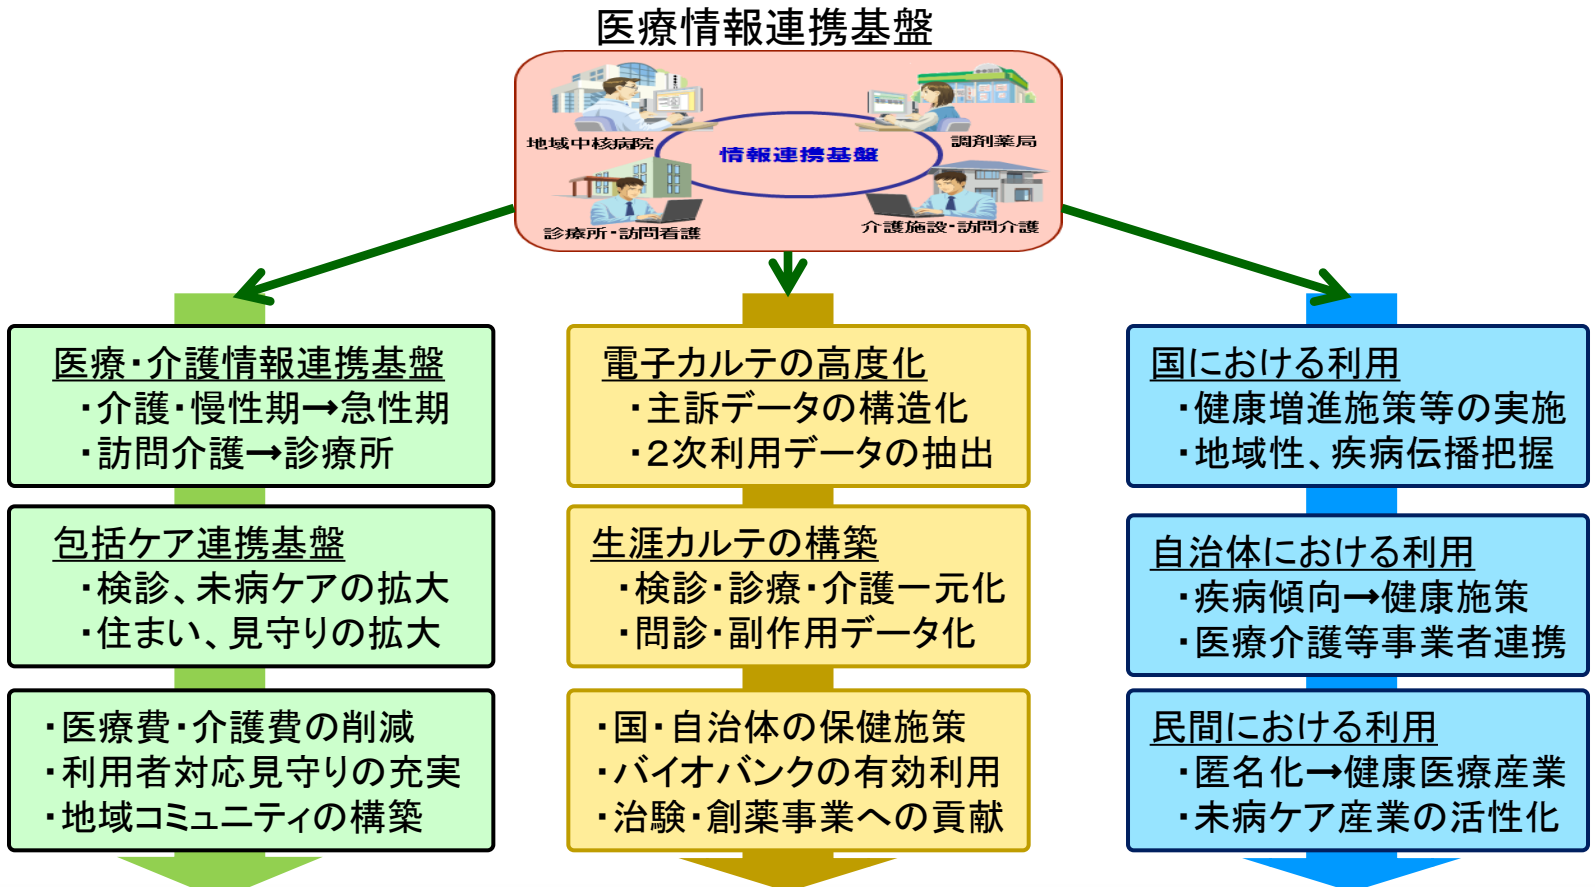 医療情報連携基盤
地域中核病院
調剤薬局
情報連携基盤
診療所・訪問看護
介護施設・訪問介護
医療・介護情報連携基盤
・介護・慢性期→急性期
・訪問介護→診療所
包括ケア連携基盤
・検診、未病ケアの拡大
・住まい、見守りの拡大
・医療費・介護費の削減
・利用者対応見守りの充実
・地域コミュニティの構築
電子カルテの高度化
・主訴データの構造化
・２次利用データの抽出
生涯カルテの構築
・検診・診療・介護一元化
・問診・副作用データ化
・国・自治体の保健施策
・バイオバンクの有効利用
・治験・創薬事業への貢献
国における利用
・健康増進施策等の実施
・地域性、疾病伝播把握
自治体における利用
・疾病傾向→健康施策
・医療介護等事業者連携
民間における利用
・匿名化→健康医療産業
・未病ケア産業の活性化